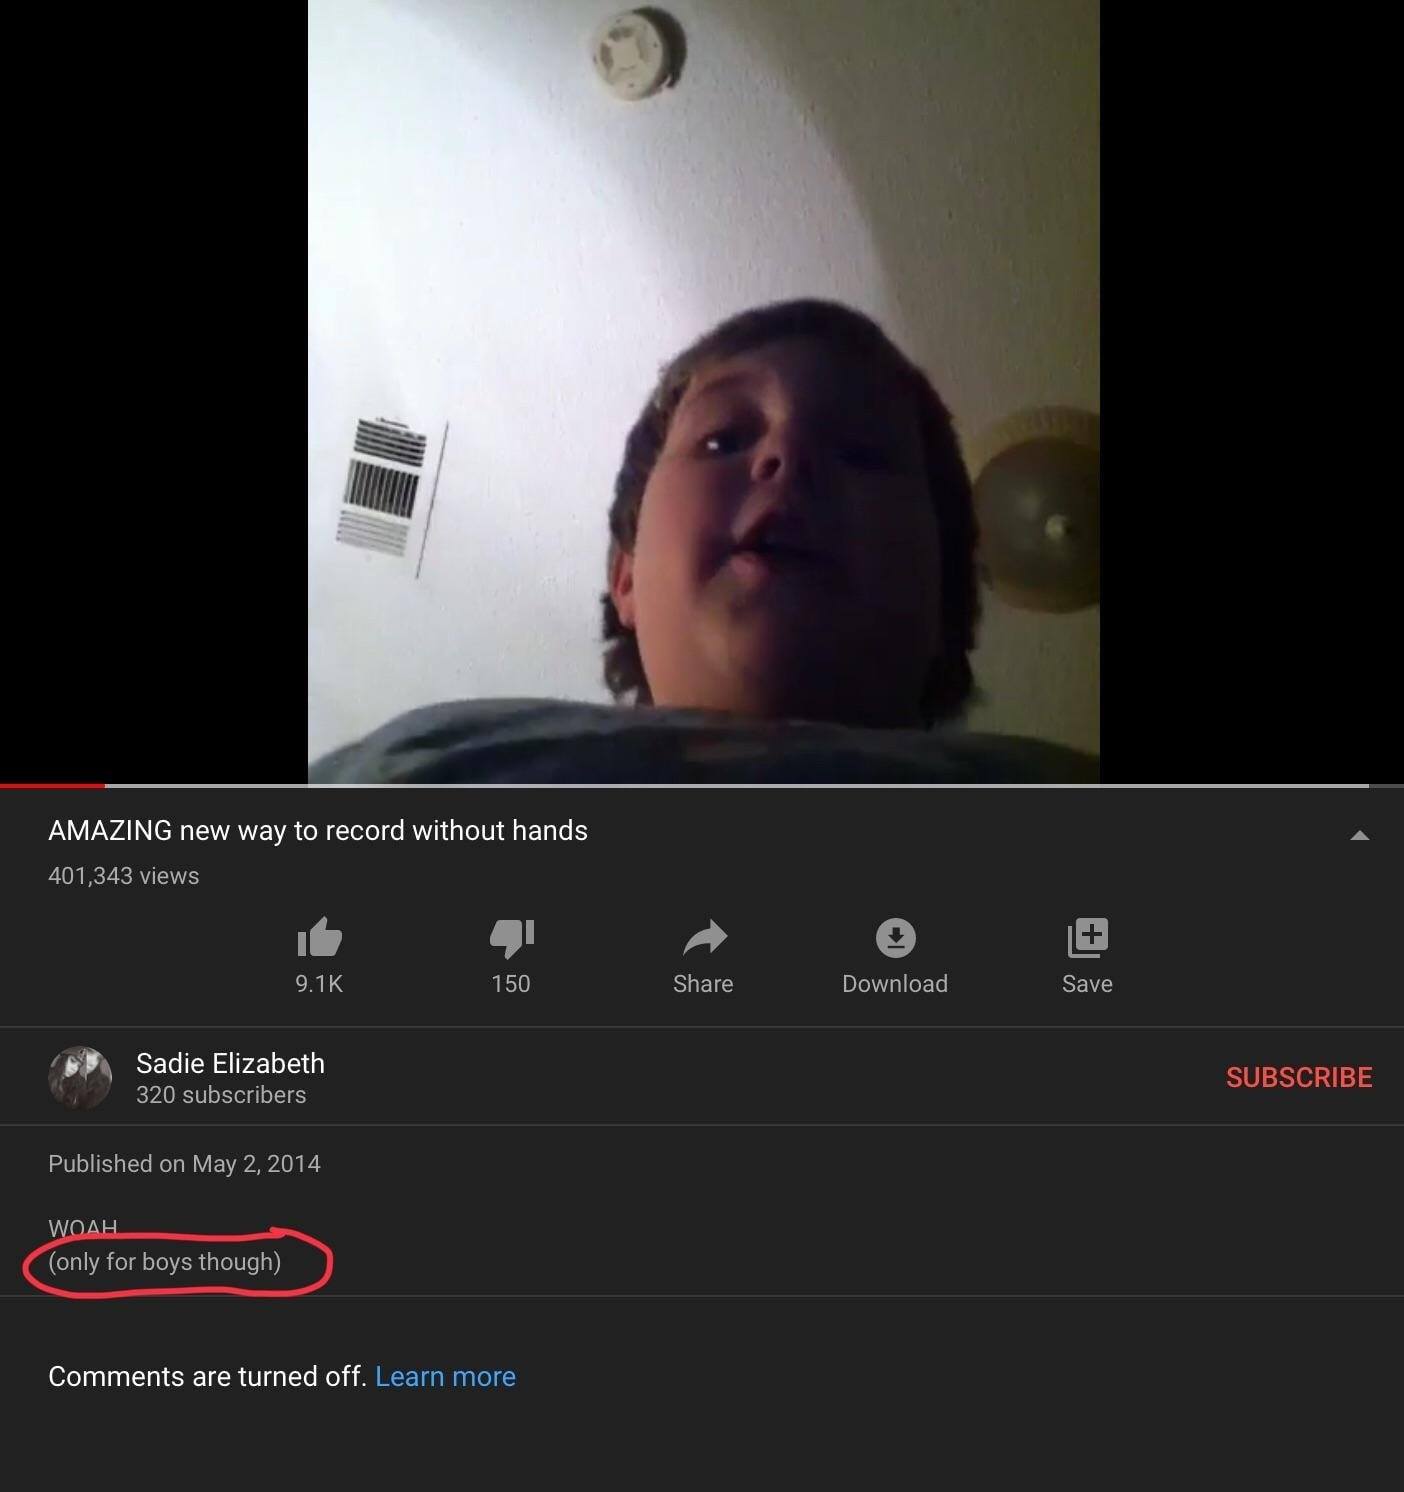 AMAZING new way to record without hands
401,343 views
9.1K 150 Share Download Save
Sadie Elizabeth
320 subscribers
SUBSCRIBE
Published on May 2, 2014
WOAH
(only for boys though)
Comments are turned off. Learn more